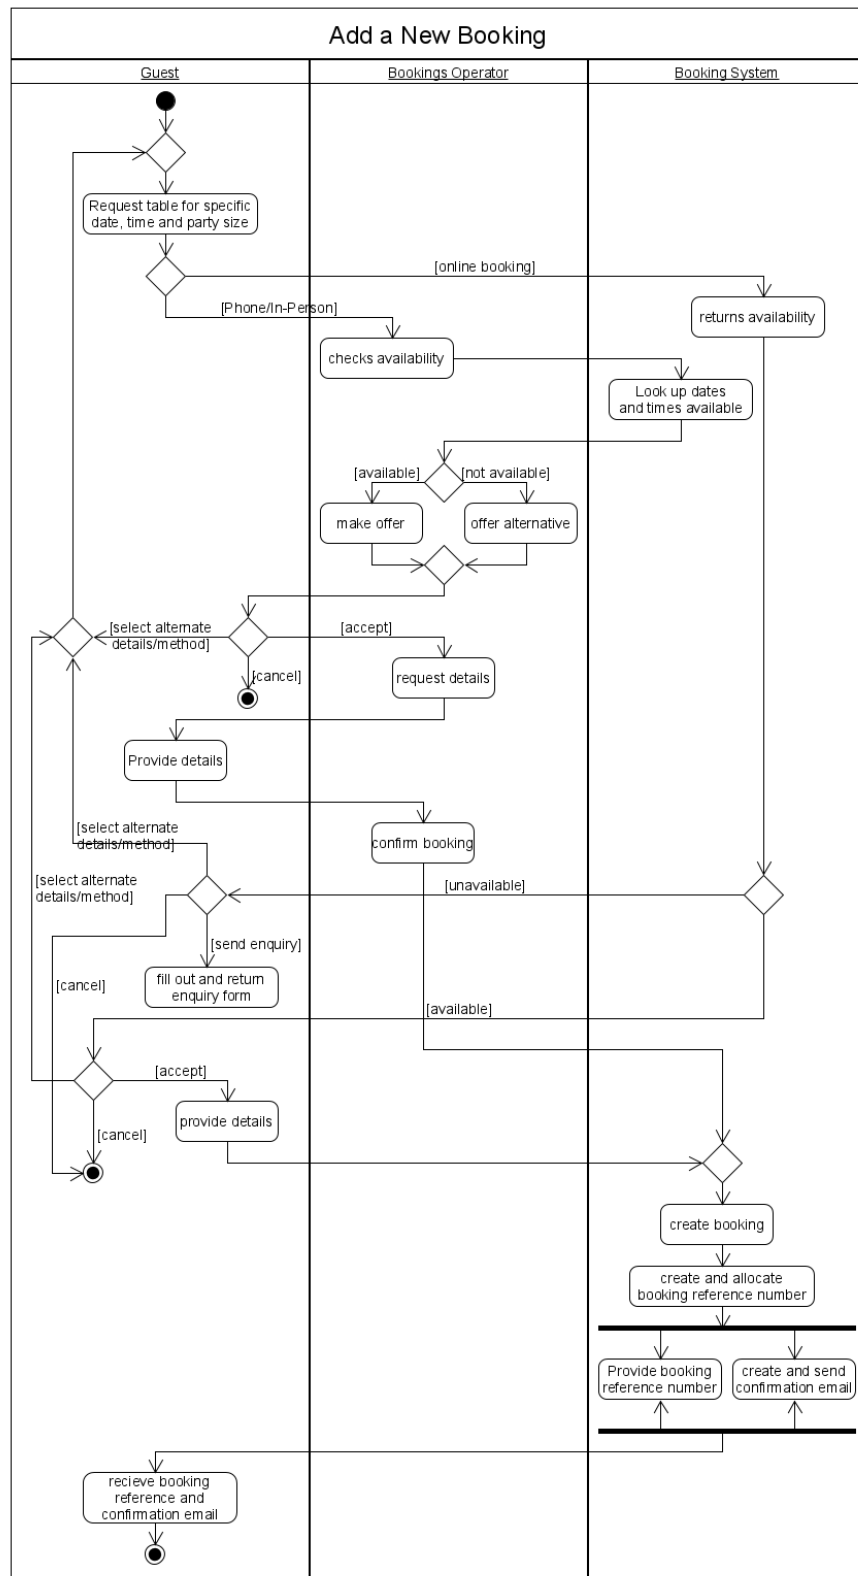 Add a New Booking
Guest
Bookings Operator
Booking System
Request table for specific
date, time and party size
[online booking]
[Phone/In-Person]
returns availability
checks availability
Look up dates
and times available
[available]
[not available]
make offer
offer alternative
[select alternate
details/method]
[accept]
[cancel]
request details
Provide details
[select alternate
details/method]
confirm booking
[select alternate
details/method]
[unavailable]
[send enquiry]
fill out and return
enquiry form
[cancel]
[available]
[accept]
provide details
[cancel]
create booking
create and allocate
booking reference number
Provide booking
reference number
create and send
confirmation email
recieve booking
reference and
confirmation email